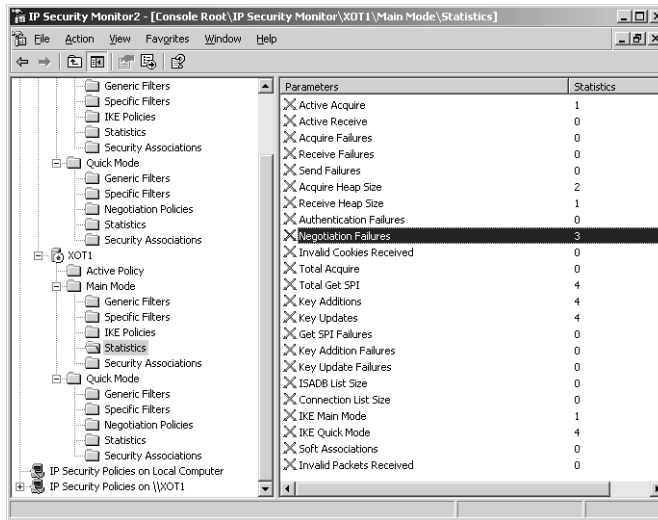 IP Security Monitor2 - [Console Root\IP Security Monitor\XOT1\Main Mode\Statistics]
File Action View Favorites Window Help
Generic Filters
Specific Filters
IKE Policies
Statistics
Security Associations
Quick Mode
Generic Filters
Specific Filters
Negotiation Policies
Statistics
Security Associations
XOT1
Active Policy
Main Mode
Generic Filters
Specific Filters
IKE Policies
Statistics
Security Associations
Quick Mode
Generic Filters
Specific Filters
Negotiation Policies
Statistics
Security Associations
IP Security Policies on Local Computer
IP Security Policies on \\XOT1
Parameters Statistics
Active Acquire 1
Active Receive 0
Acquire Failures 0
Receive Failures 0
Send Failures 0
Acquire Heap Size 2
Receive Heap Size 1
Authentication Failures 0
Negotiation Failures 3
Invalid Cookies Received 0
Total Acquire 0
Total Get SPI 4
Key Additions 4
Key Updates 4
Get SPI Failures 0
Key Addition Failures 0
Key Update Failures 0
ISADB List Size 0
Connection List Size 0
IKE Main Mode 1
IKE Quick Mode 4
Soft Associations 0
Invalid Packets Received 0